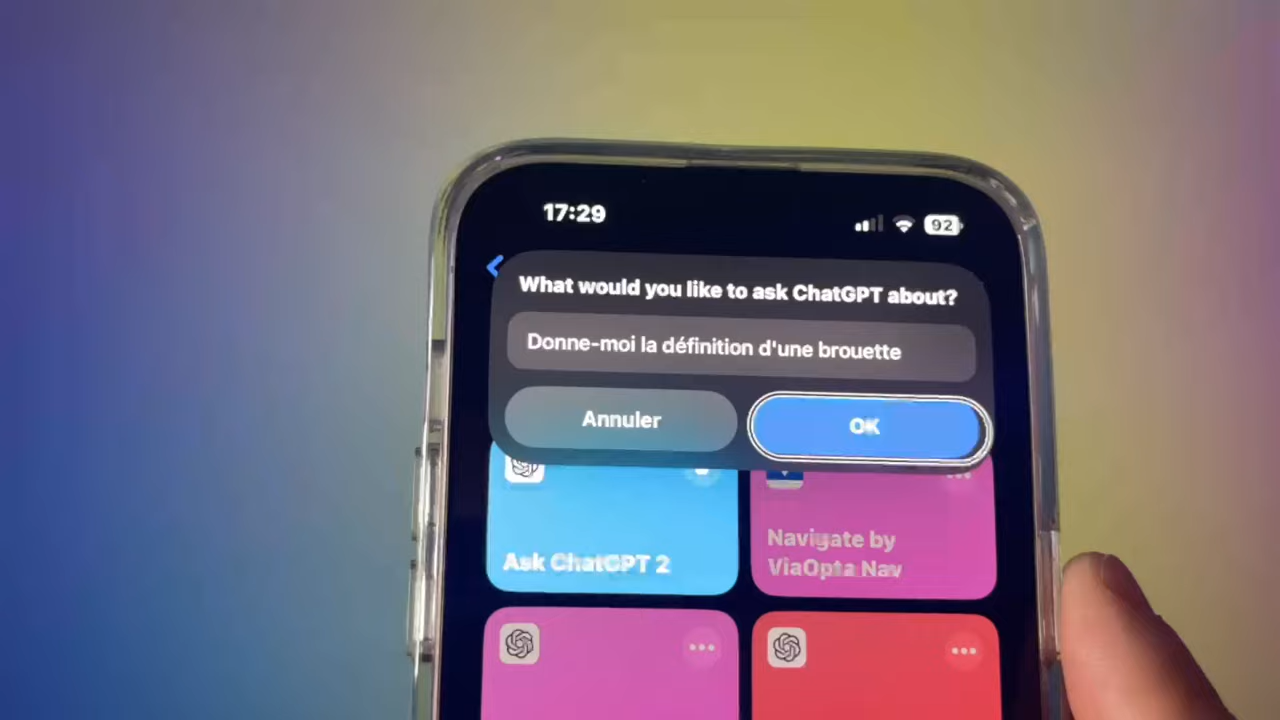 17:29
92
What would you like to ask ChatGPT about?
Donne-moi la définition d'une brouette
Annuler
OK
Ask ChatGPT 2
Navigate by
ViaOpta Nav